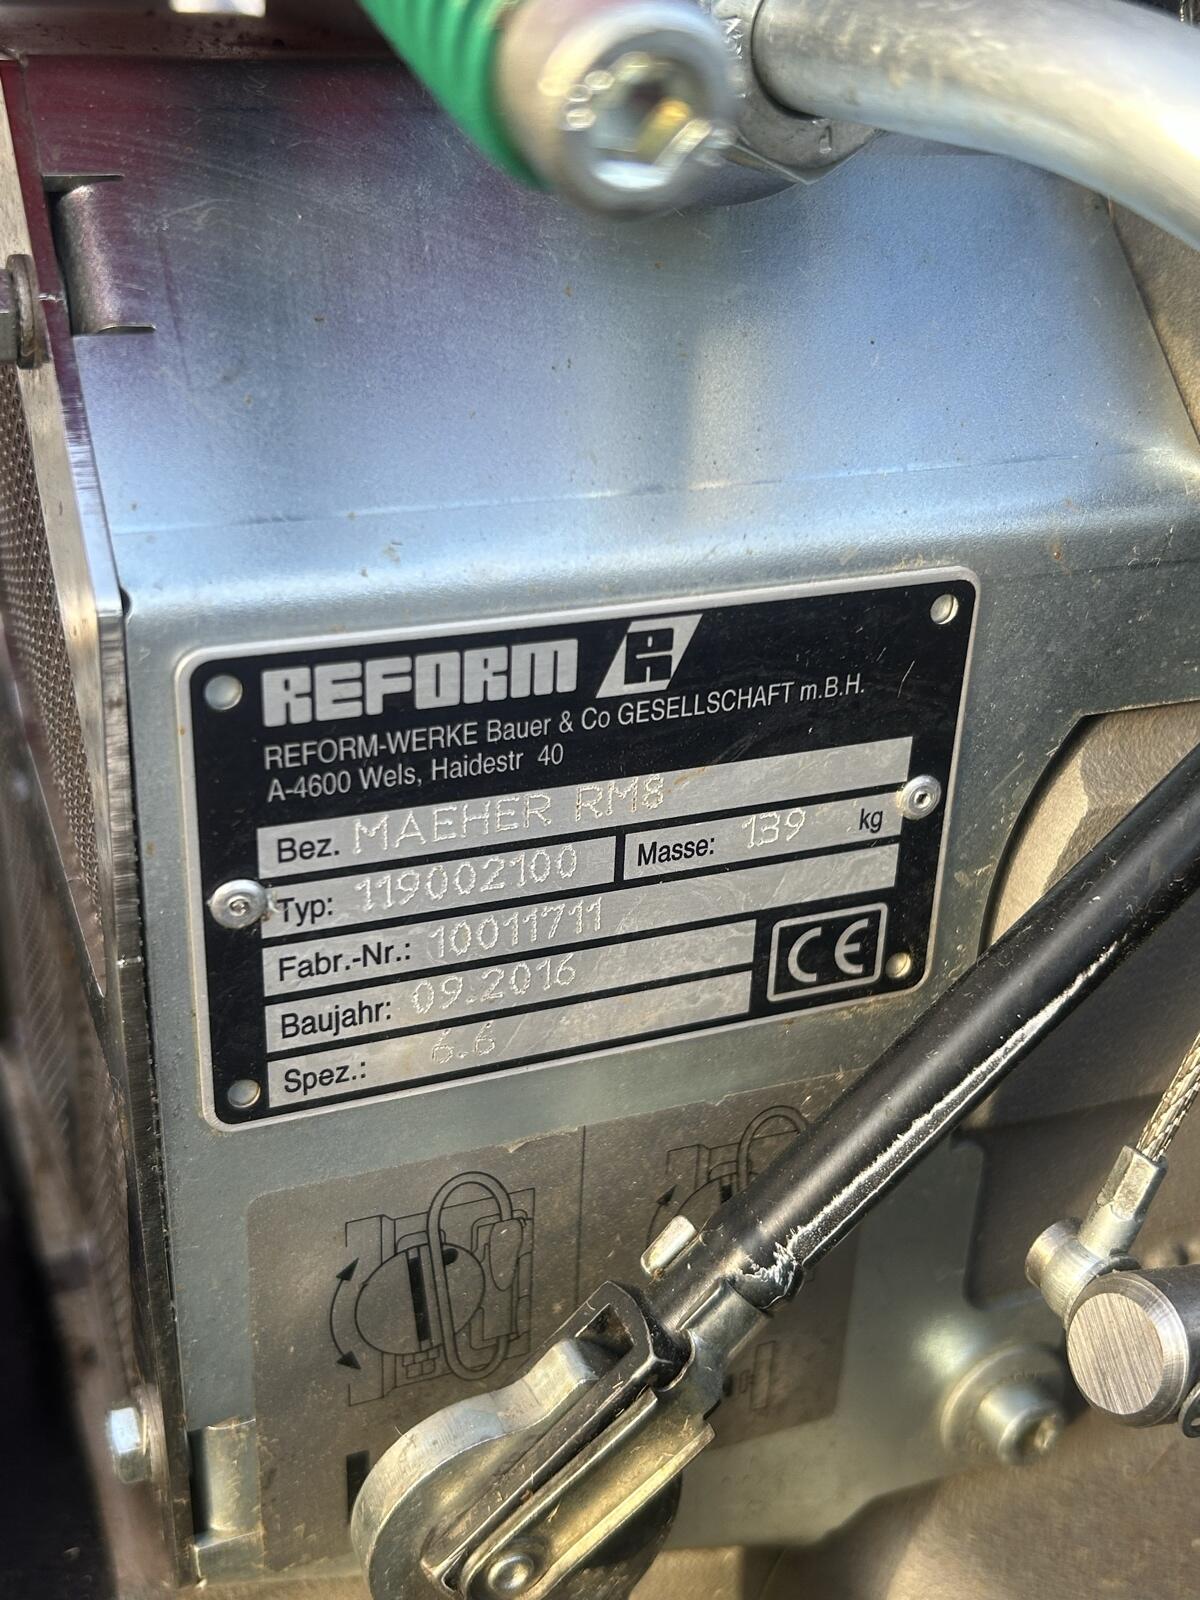 REFORM R
REFORM-WERKE Bauer & Co GESELLSCHAFT m.B.H.
A-4600 Wels, Haidestr 40
Bez. MAEHER RM8
Typ: 119002100 Masse: 139 kg
Fabr.-Nr.: 10011711
Baujahr: 09.2016
Spez.: 6.6
CE